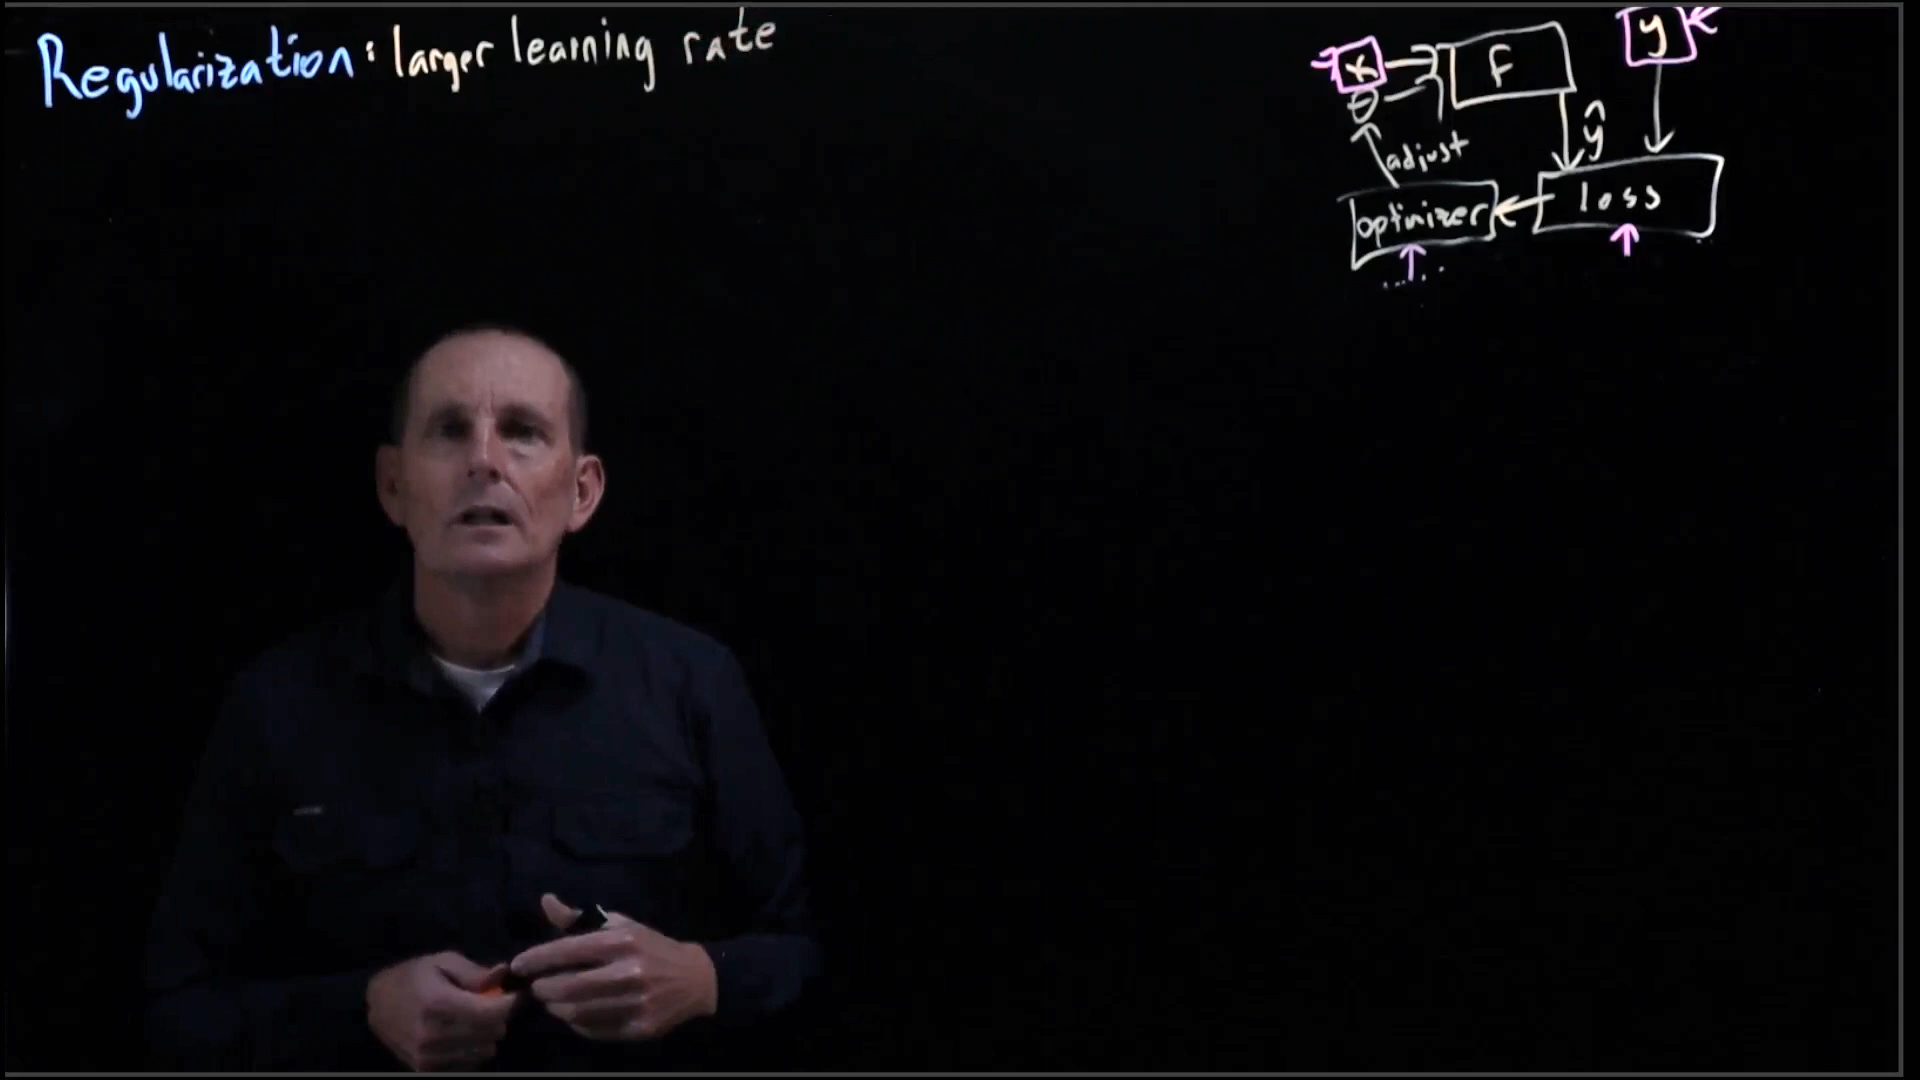 Regularization: larger learning rate
x
F
y
θ
ŷ
adjust
optimizer
loss